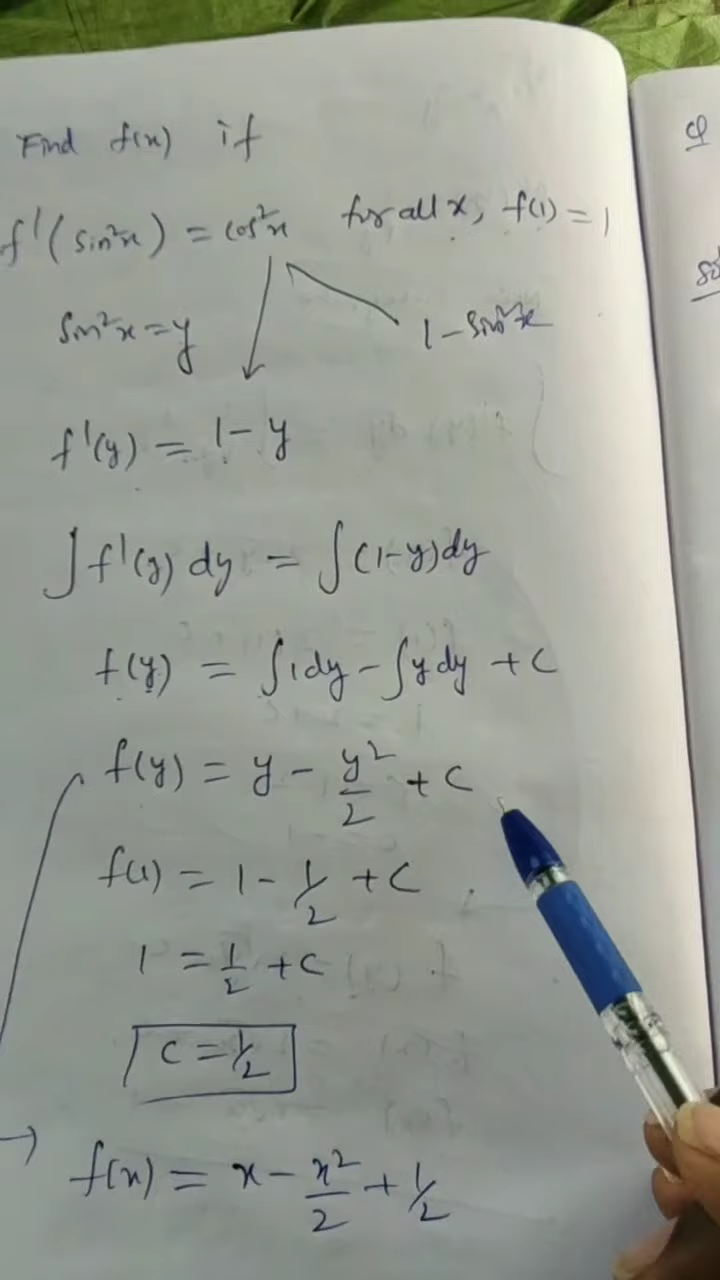 Find f(x) if
f'(sin²x) = cos²x for all x, f(1) = 1
sin²x = y
1 - sin²x
f'(y) = 1 - y
∫f'(y) dy = ∫(1-y)dy
f(y) = ∫1dy - ∫ydy + C
f(y) = y - y²/2 + C
f(1) = 1 - 1/2 + C
1 = 1/2 + C
C = 1/2
→ f(x) = x - x²/2 + 1/2